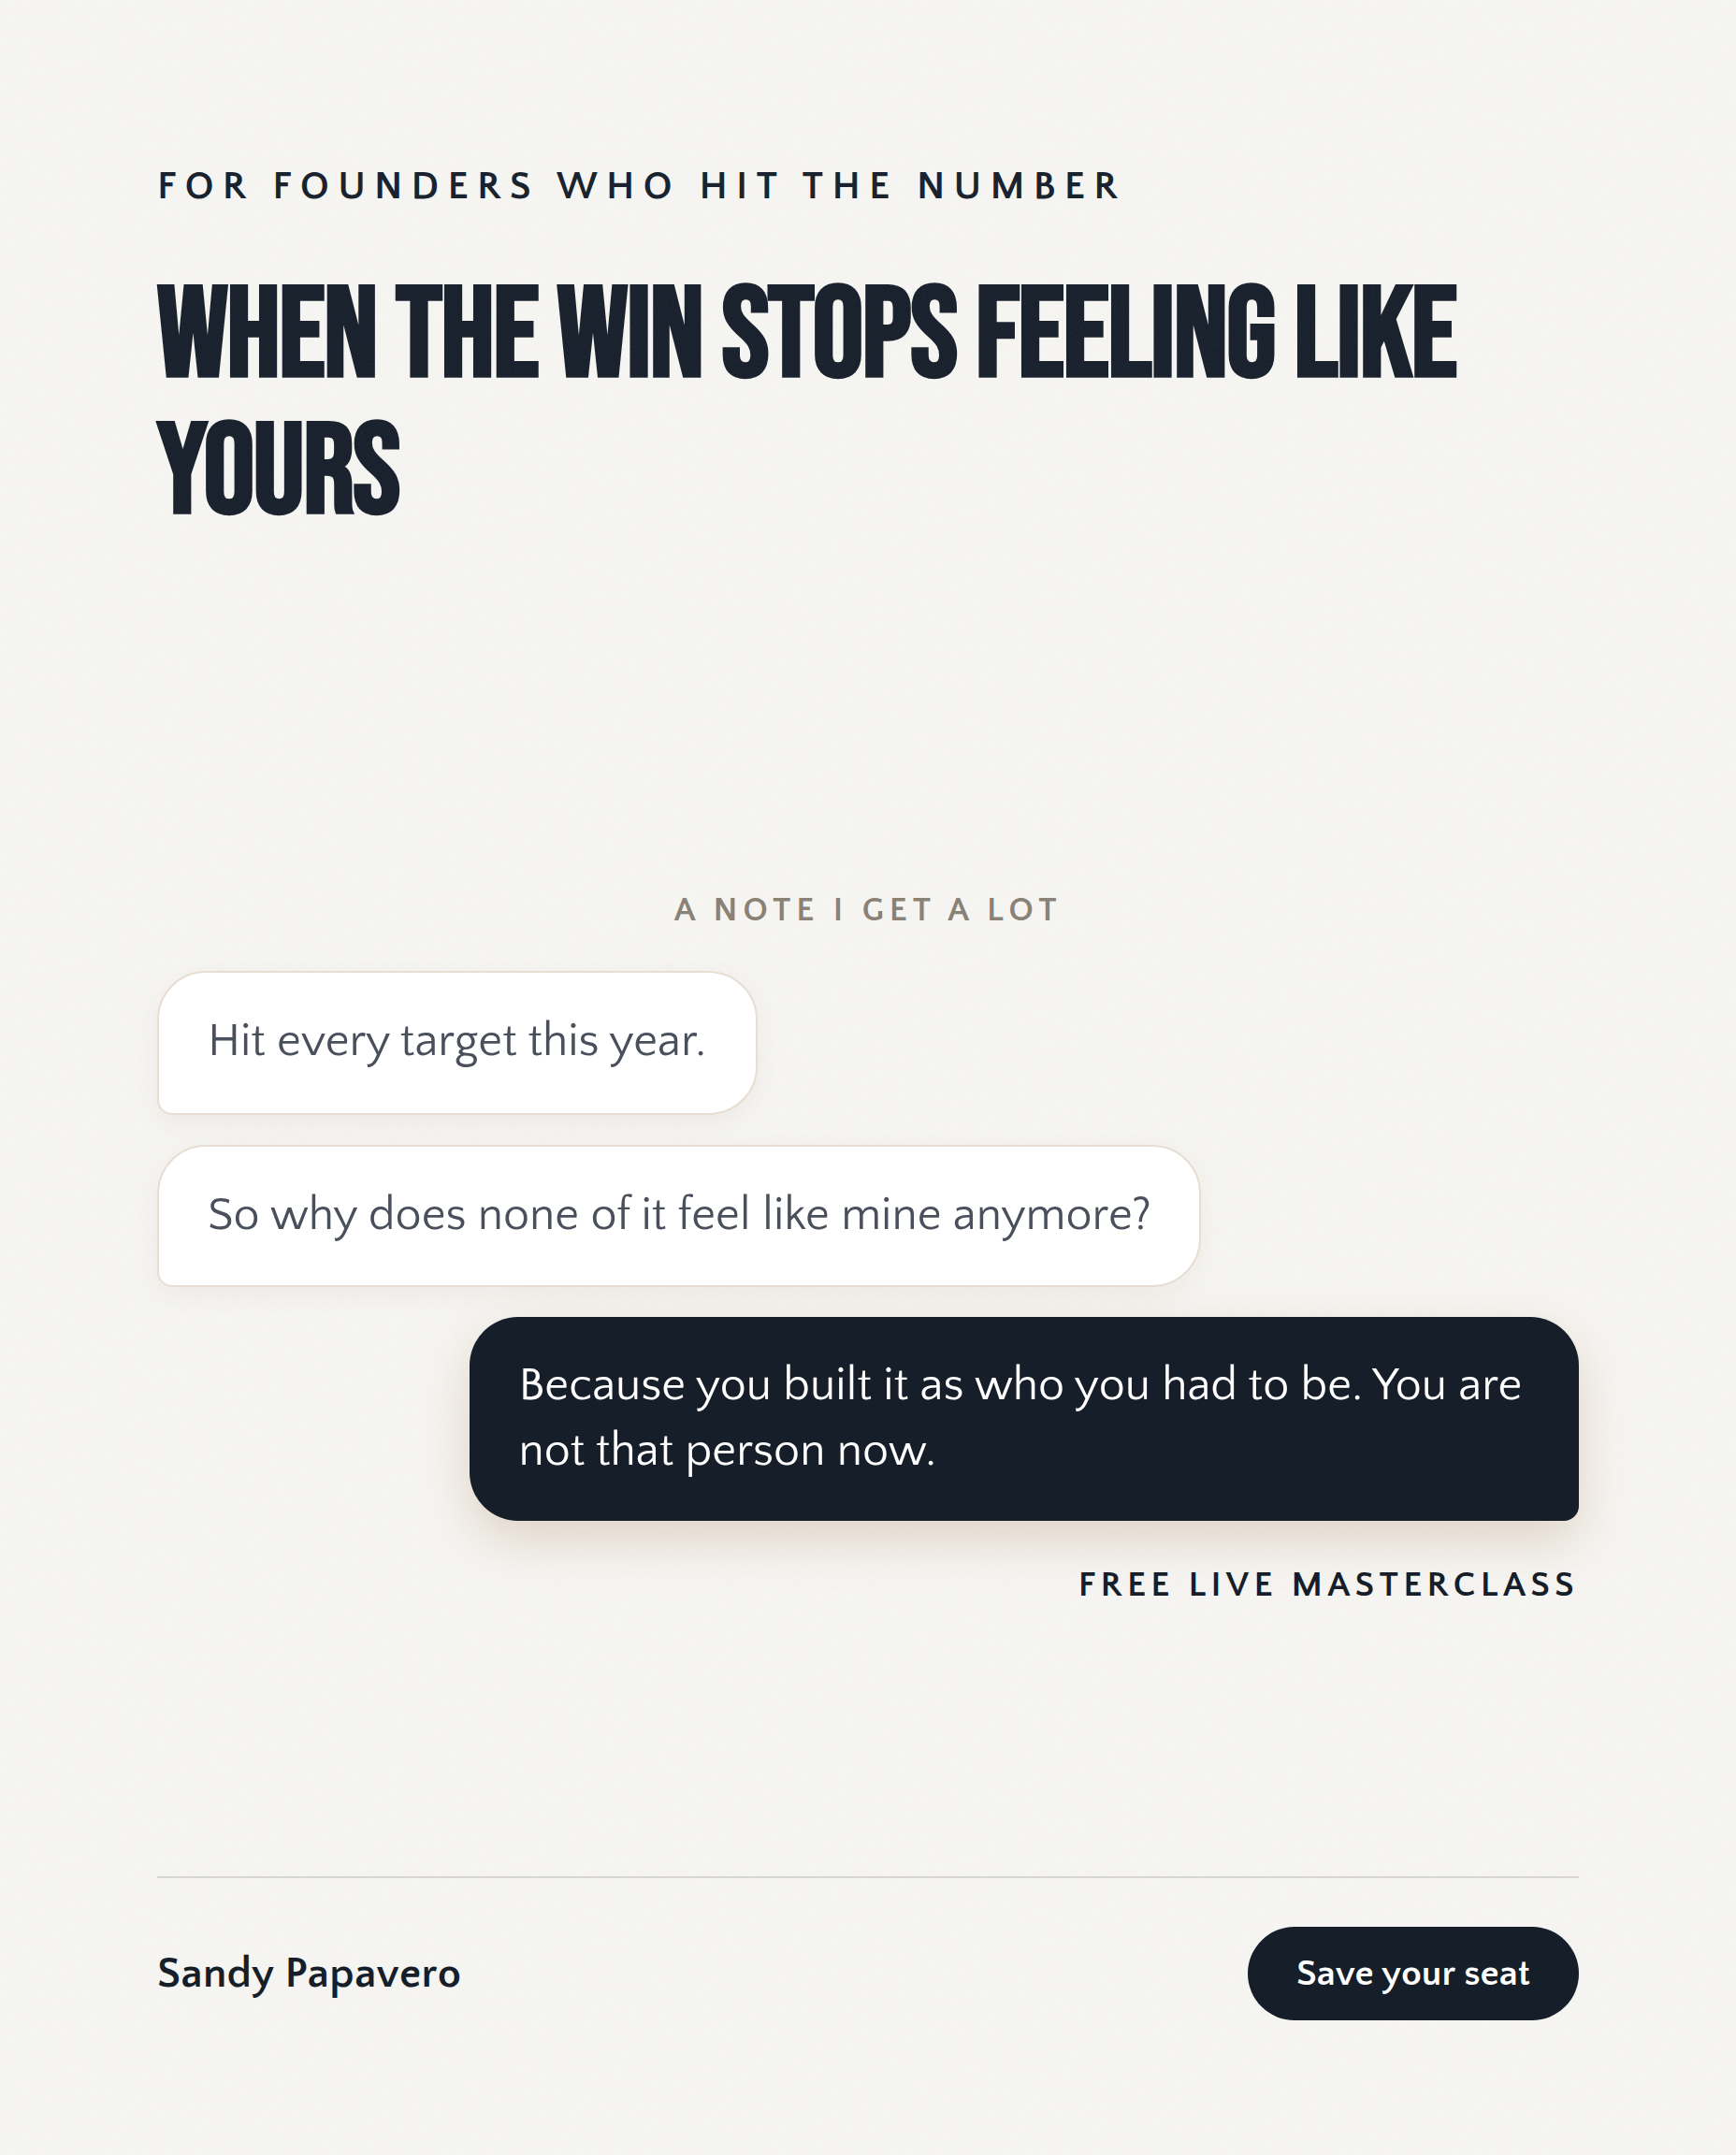 FOR FOUNDERS WHO HIT THE NUMBER
WHEN THE WIN STOPS FEELING LIKE
YOURS
A NOTE I GET A LOT
Hit every target this year.
So why does none of it feel like mine anymore?
Because you built it as who you had to be. You are
not that person now.
FREE LIVE MASTERCLASS
Sandy Papavero
Save your seat